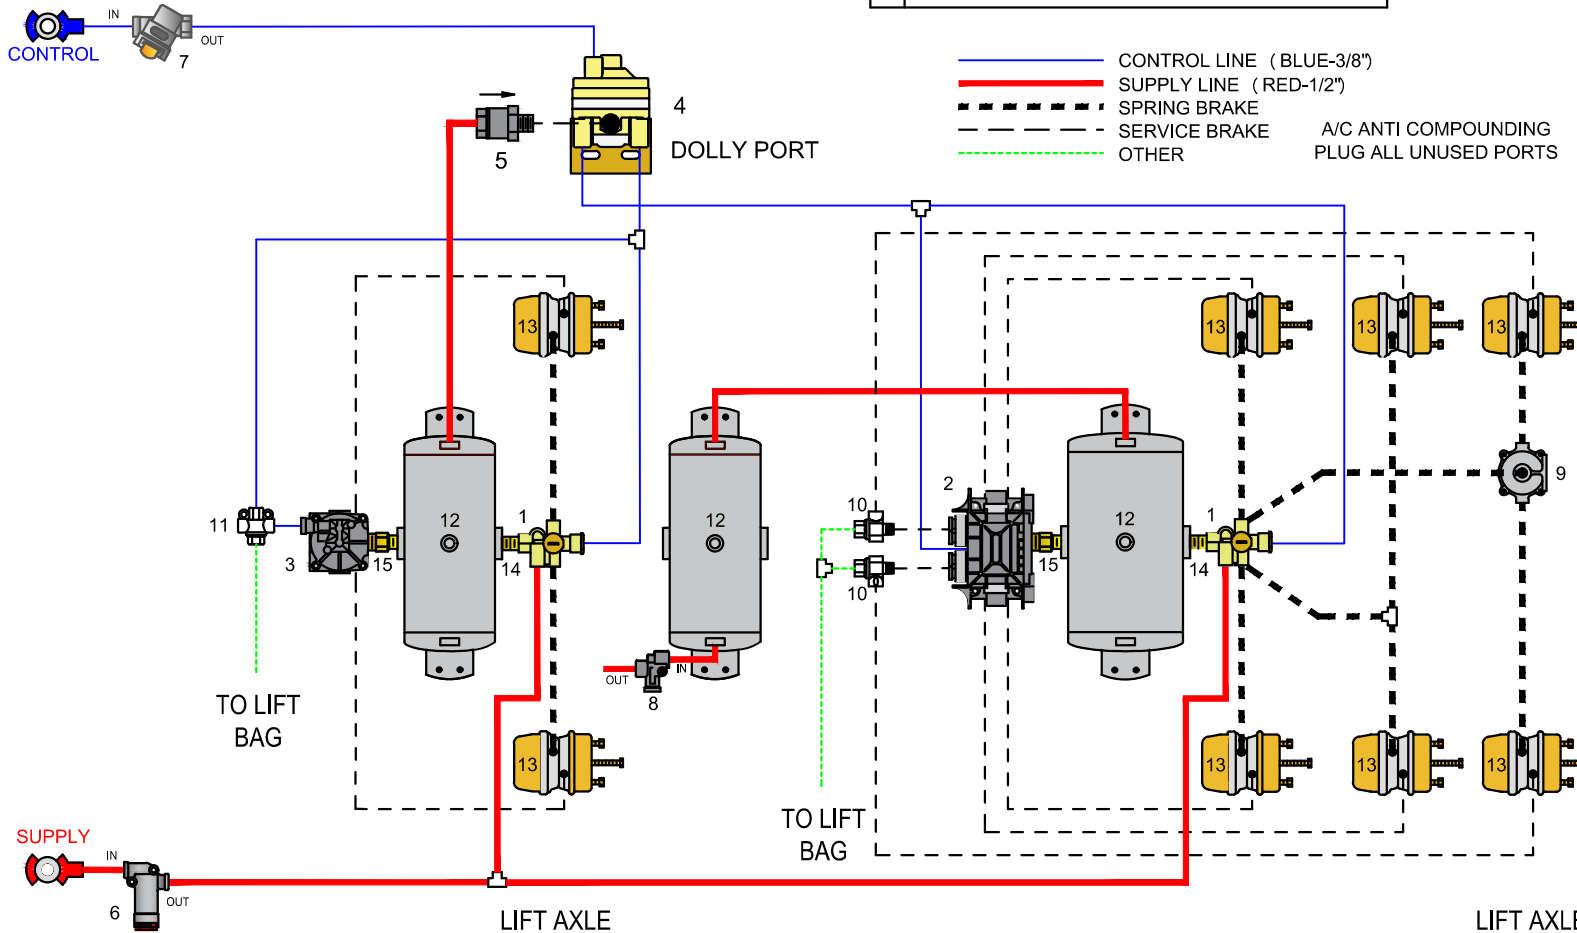 IN
CONTROL
7
OUT
4
DOLLY PORT
5
CONTROL LINE ( BLUE-3/8")
SUPPLY LINE ( RED-1/2")
SPRING BRAKE
SERVICE BRAKE
OTHER
A/C ANTI COMPOUNDING
PLUG ALL UNUSED PORTS
13
13
13
13
11
3
15
12
1
14
12
10
10
2
15
12
1
14
9
TO LIFT
BAG
OUT
IN
8
13
13
13
13
TO LIFT
BAG
SUPPLY
IN
6
OUT
LIFT AXLE
LIFT AXLE